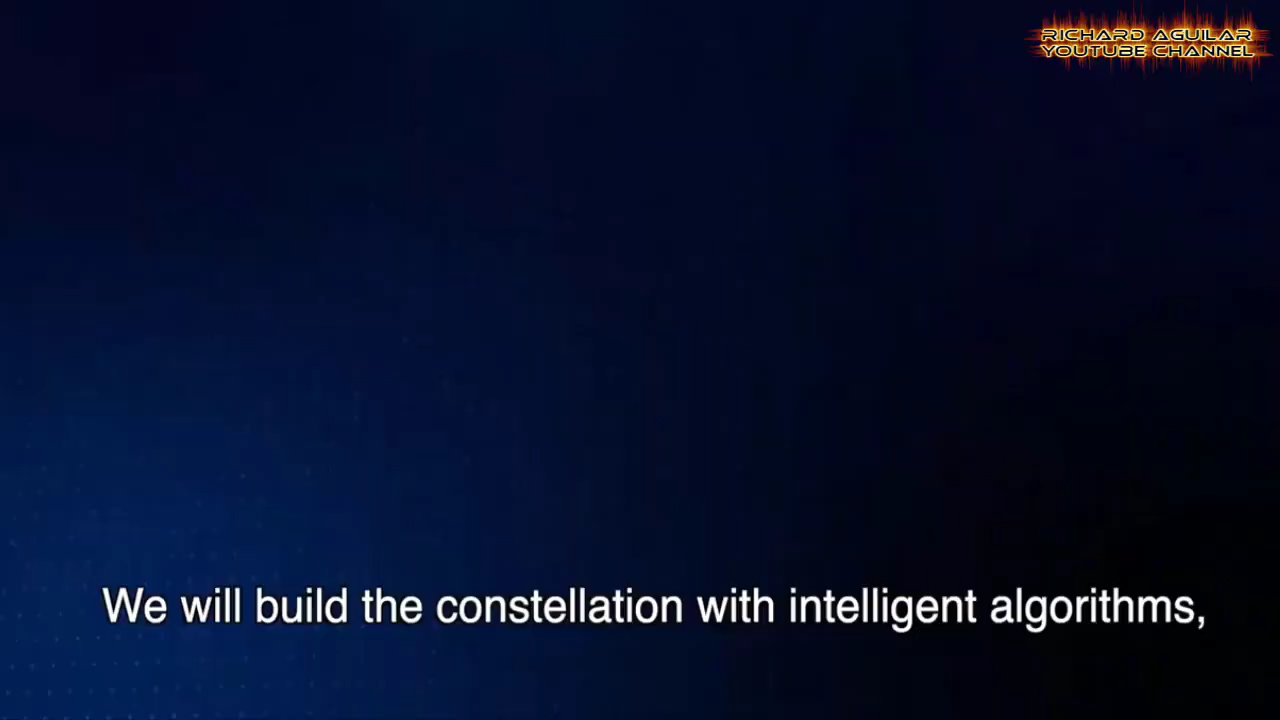 RICHARD AGUILAR
YOUTUBE CHANNEL
We will build the constellation with intelligent algorithms,